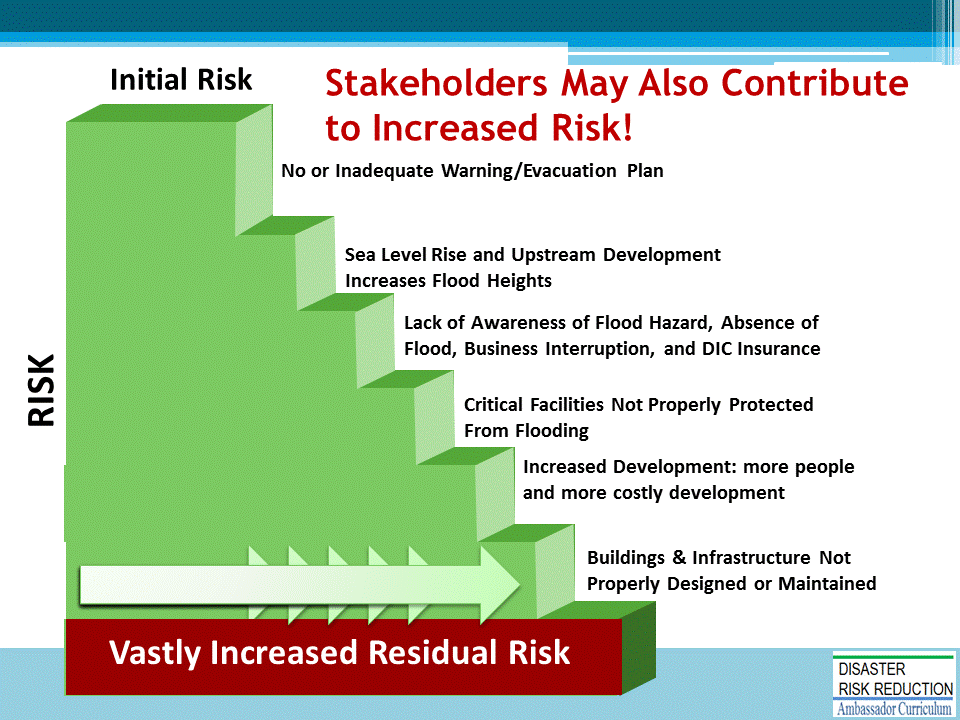 Initial Risk
Stakeholders May Also Contribute
to Increased Risk!
No or Inadequate Warning/Evacuation Plan
Sea Level Rise and Upstream Development
Increases Flood Heights
Lack of Awareness of Flood Hazard, Absence of
Flood, Business Interruption, and DIC Insurance
RISK
Critical Facilities Not Properly Protected
From Flooding
Increased Development: more people
and more costly development
Buildings & Infrastructure Not
Properly Designed or Maintained
Vastly Increased Residual Risk
DISASTER
RISK REDUCTION
Ambassador Curriculum